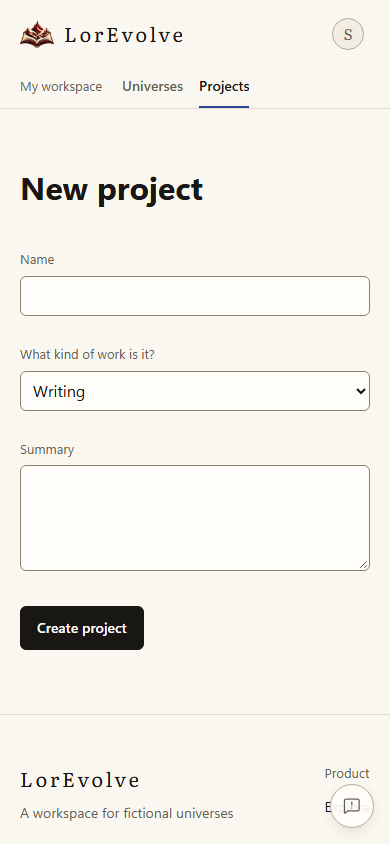 LorEvolve
S
My workspace Universes Projects
New project
Name
What kind of work is it?
Writing
Summary
Create project
LorEvolve
Product
A workspace for fictional universes